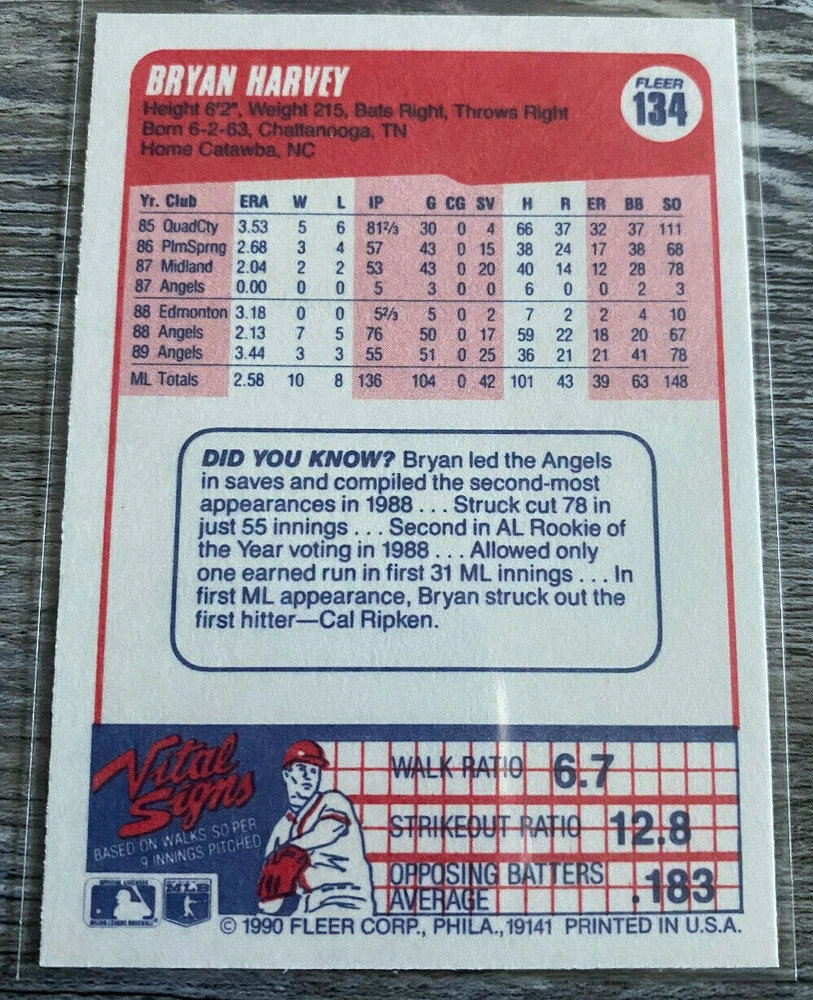 BRYAN HARVEY
FLEER
134
Height 6'2", Weight 215, Bats Right, Throws Right
Born 6-2-63, Chattanooga, TN
Home Catawba, NC
Yr. Club ERA W L IP G CG SV H R ER BB SO
85 QuadCty 3.53 5 6 81 2/3 30 0 4 66 37 32 37 111
86 PlmSprng 2.68 3 4 57 43 0 15 38 24 17 38 68
87 Midland 2.04 2 2 53 43 0 20 40 14 12 28 78
87 Angels 0.00 0 0 5 3 0 0 6 0 0 2 3
88 Edmonton 3.18 0 0 5 2/3 5 0 2 7 2 2 4 10
88 Angels 2.13 7 5 76 50 0 17 59 22 18 20 67
89 Angels 3.44 3 3 55 51 0 25 36 21 21 41 78
ML Totals 2.58 10 8 136 104 0 42 101 43 39 63 148
DID YOU KNOW? Bryan led the Angels
in saves and compiled the second-most
appearances in 1988 . . . Struck cut 78 in
just 55 innings . . . Second in AL Rookie of
the Year voting in 1988 . . . Allowed only
one earned run in first 31 ML innings . . . In
first ML appearance, Bryan struck out the
first hitter—Cal Ripken.
Vital
Signs
BASED ON WALKS, SO PER
9 INNINGS PITCHED
WALK RATIO 6.7
STRIKEOUT RATIO 12.8
OPPOSING BATTERS
AVERAGE .183
MLB
© 1990 FLEER CORP., PHILA., 19141 PRINTED IN U.S.A.